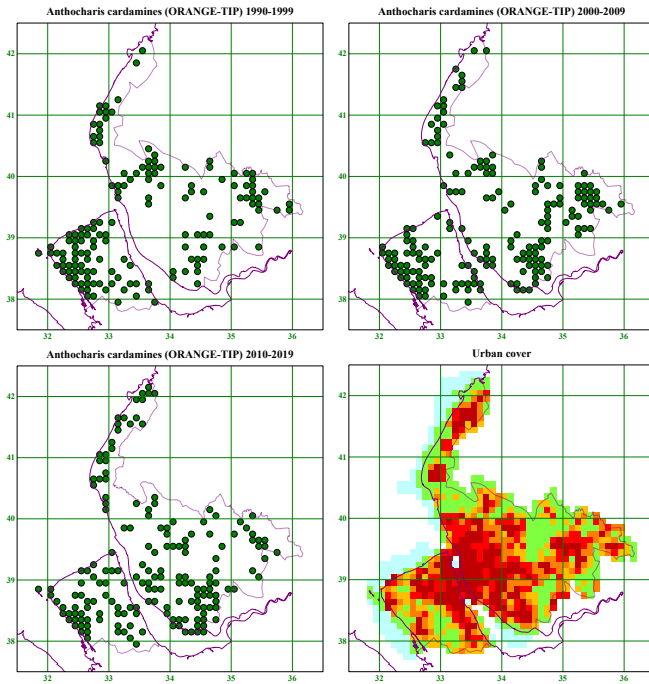 Anthocharis cardamines (ORANGE-TIP) 1990-1999
42
41
40
39
38
32 33 34 35 36
Anthocharis cardamines (ORANGE-TIP) 2000-2009
42
41
40
39
38
32 33 34 35 36
Anthocharis cardamines (ORANGE-TIP) 2010-2019
42
41
40
39
38
32 33 34 35 36
Urban cover
42
41
40
39
38
32 33 34 35 36